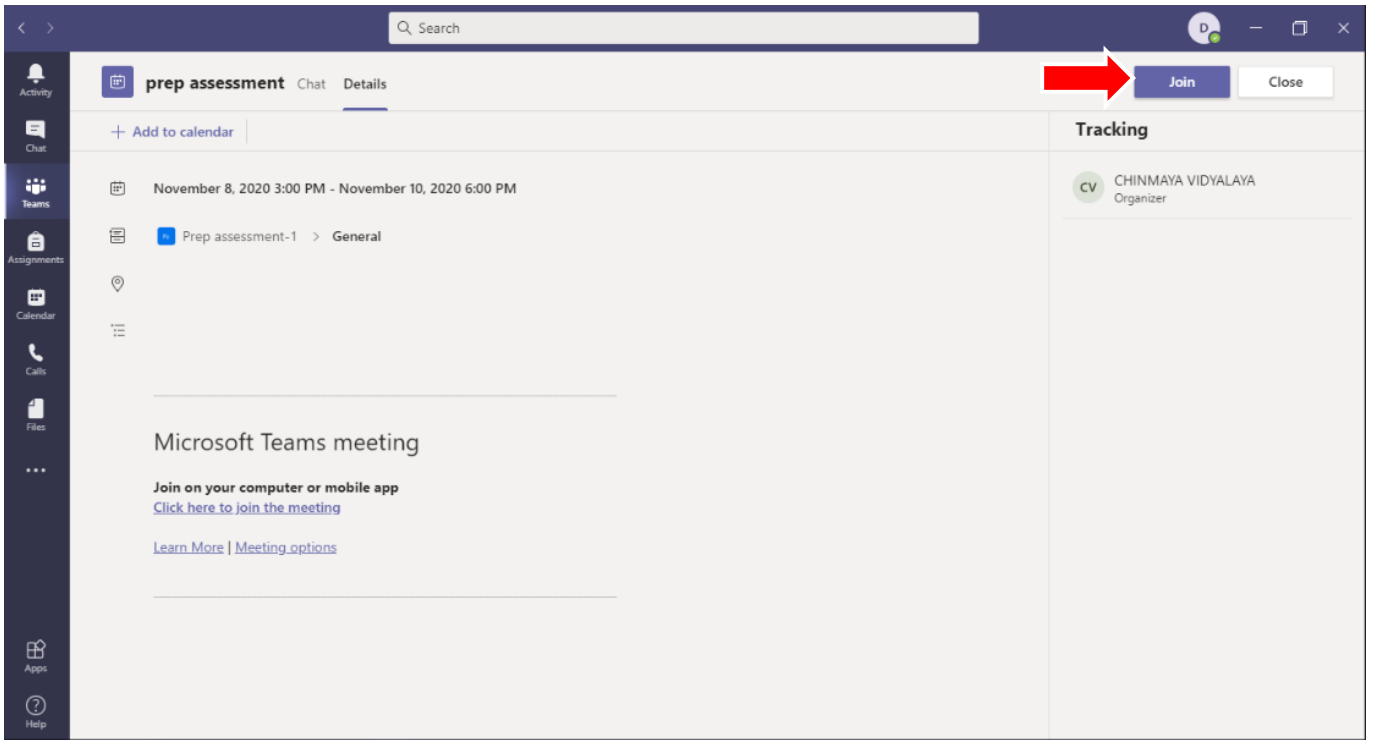 Search
D
Activity
Chat
Teams
Assignments
Calendar
Calls
Files
Apps
Help
prep assessment Chat Details
Join Close
+ Add to calendar
November 8, 2020 3:00 PM - November 10, 2020 6:00 PM
Prep assessment-1 > General
Microsoft Teams meeting
Join on your computer or mobile app
Click here to join the meeting
Learn More | Meeting options
Tracking
CV CHINMAYA VIDYALAYA
Organizer